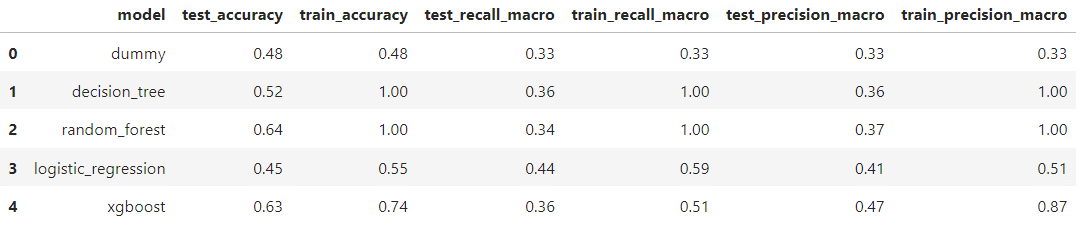 model test_accuracy train_accuracy test_recall_macro train_recall_macro test_precision_macro train_precision_macro
0 dummy 0.48 0.48 0.33 0.33 0.33 0.33
1 decision_tree 0.52 1.00 0.36 1.00 0.36 1.00
2 random_forest 0.64 1.00 0.34 1.00 0.37 1.00
3 logistic_regression 0.45 0.55 0.44 0.59 0.41 0.51
4 xgboost 0.63 0.74 0.36 0.51 0.47 0.87